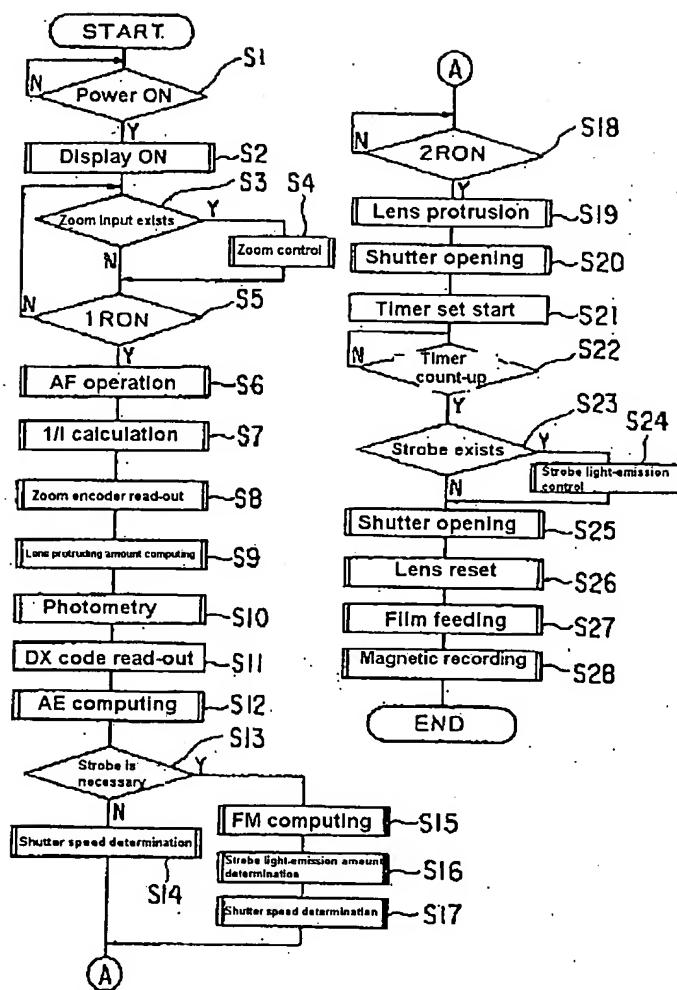 START
S1
N
Power ON
Y
Display ON
S2
S3
S4
Zoom input exists
Y
Zoom control
N
S5
N
1RON
Y
AF operation
S6
1/l calculation
S7
Zoom encoder read-out
S8
Lens protruding amount computing
S9
Photometry
S10
DX code read-out
S11
AE computing
S12
S13
Strobe is
necessary
Y
N
Shutter speed determination
S14
FM computing
S15
Strobe light-emission amount
determination
S16
Shutter speed determination
S17
A
A
S18
N
2RON
Y
Lens protrusion
S19
Shutter opening
S20
Timer set start
S21
N
Timer
count-up
S22
Y
S23
S24
Strobe exists
Y
Strobe light-emission
control
N
Shutter opening
S25
Lens reset
S26
Film feeding
S27
Magnetic recording
S28
END